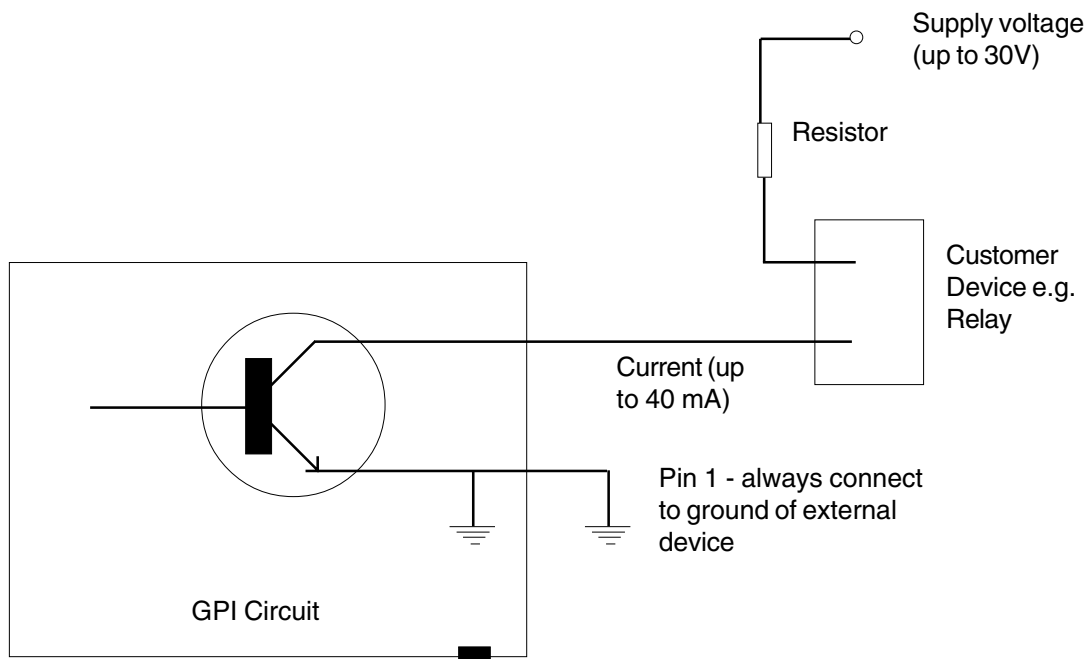 Supply voltage
(up to 30V)
Resistor
Customer
Device e.g.
Relay
Current (up
to 40 mA)
Pin 1 - always connect
to ground of external
device
GPI Circuit